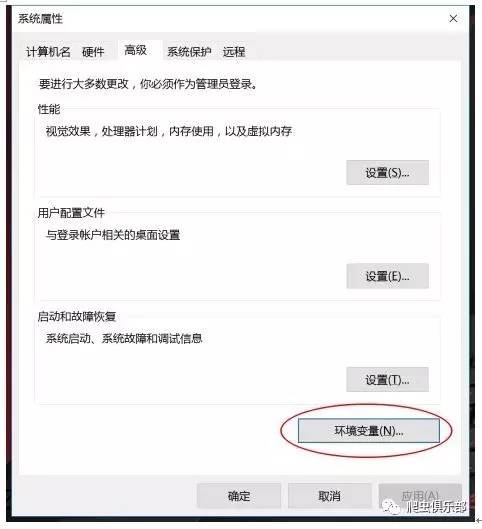 系统属性
计算机名 硬件 高级 系统保护 远程
要进行大多数更改，你必须作为管理员登录。
性能
视觉效果，处理器计划，内存使用，以及虚拟内存
设置(S)...
用户配置文件
与登录帐户相关的桌面设置
设置(E)...
启动和故障恢复
系统启动、系统故障和调试信息
设置(T)...
环境变量(N)...
确定 取消 应用(A)
爬虫俱乐部